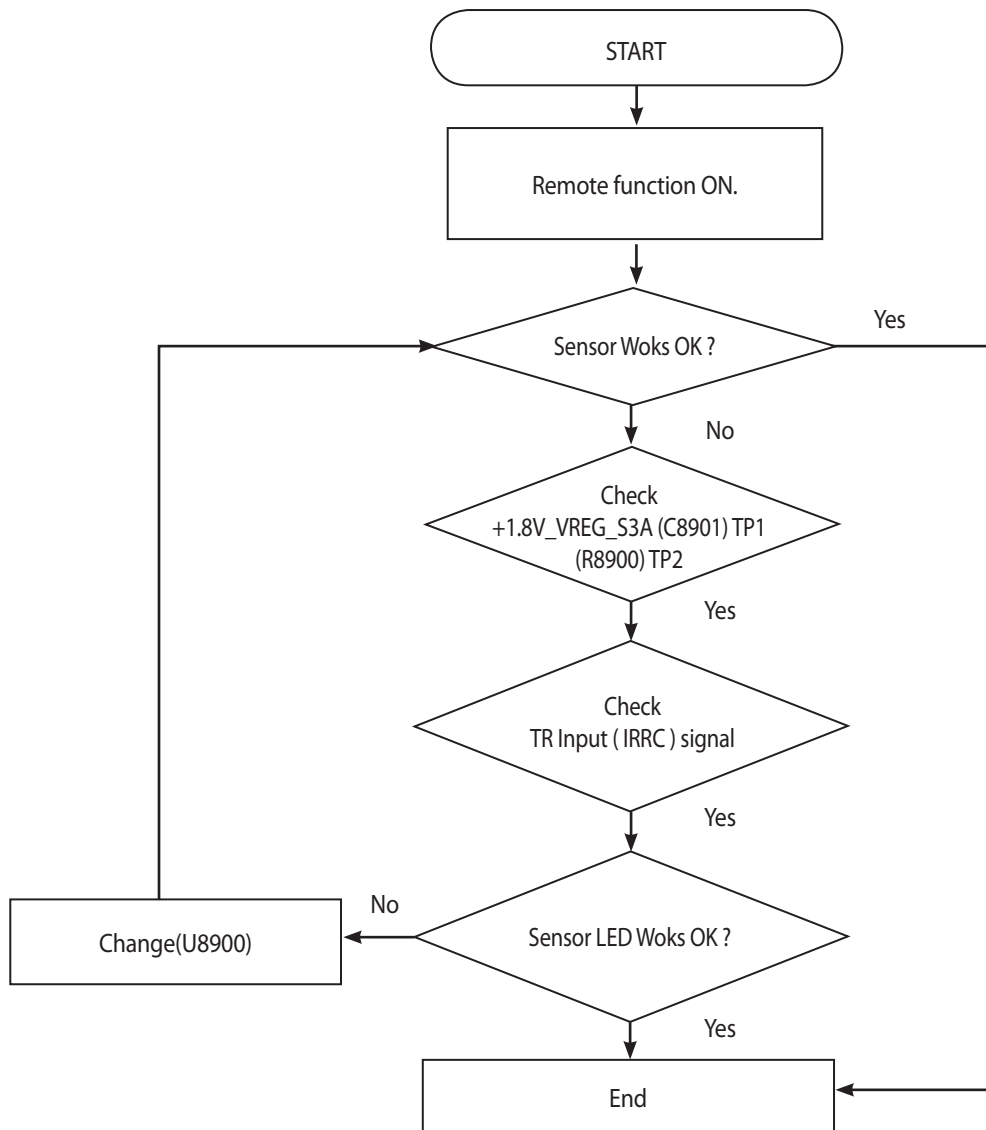 START
Remote function ON.
Sensor Woks OK ?
Yes
No
Check
+1.8V_VREG_S3A (C8901) TP1
(R8900) TP2
Yes
Check
TR Input ( IRRC ) signal
Yes
Sensor LED Woks OK ?
No
Change(U8900)
Yes
End